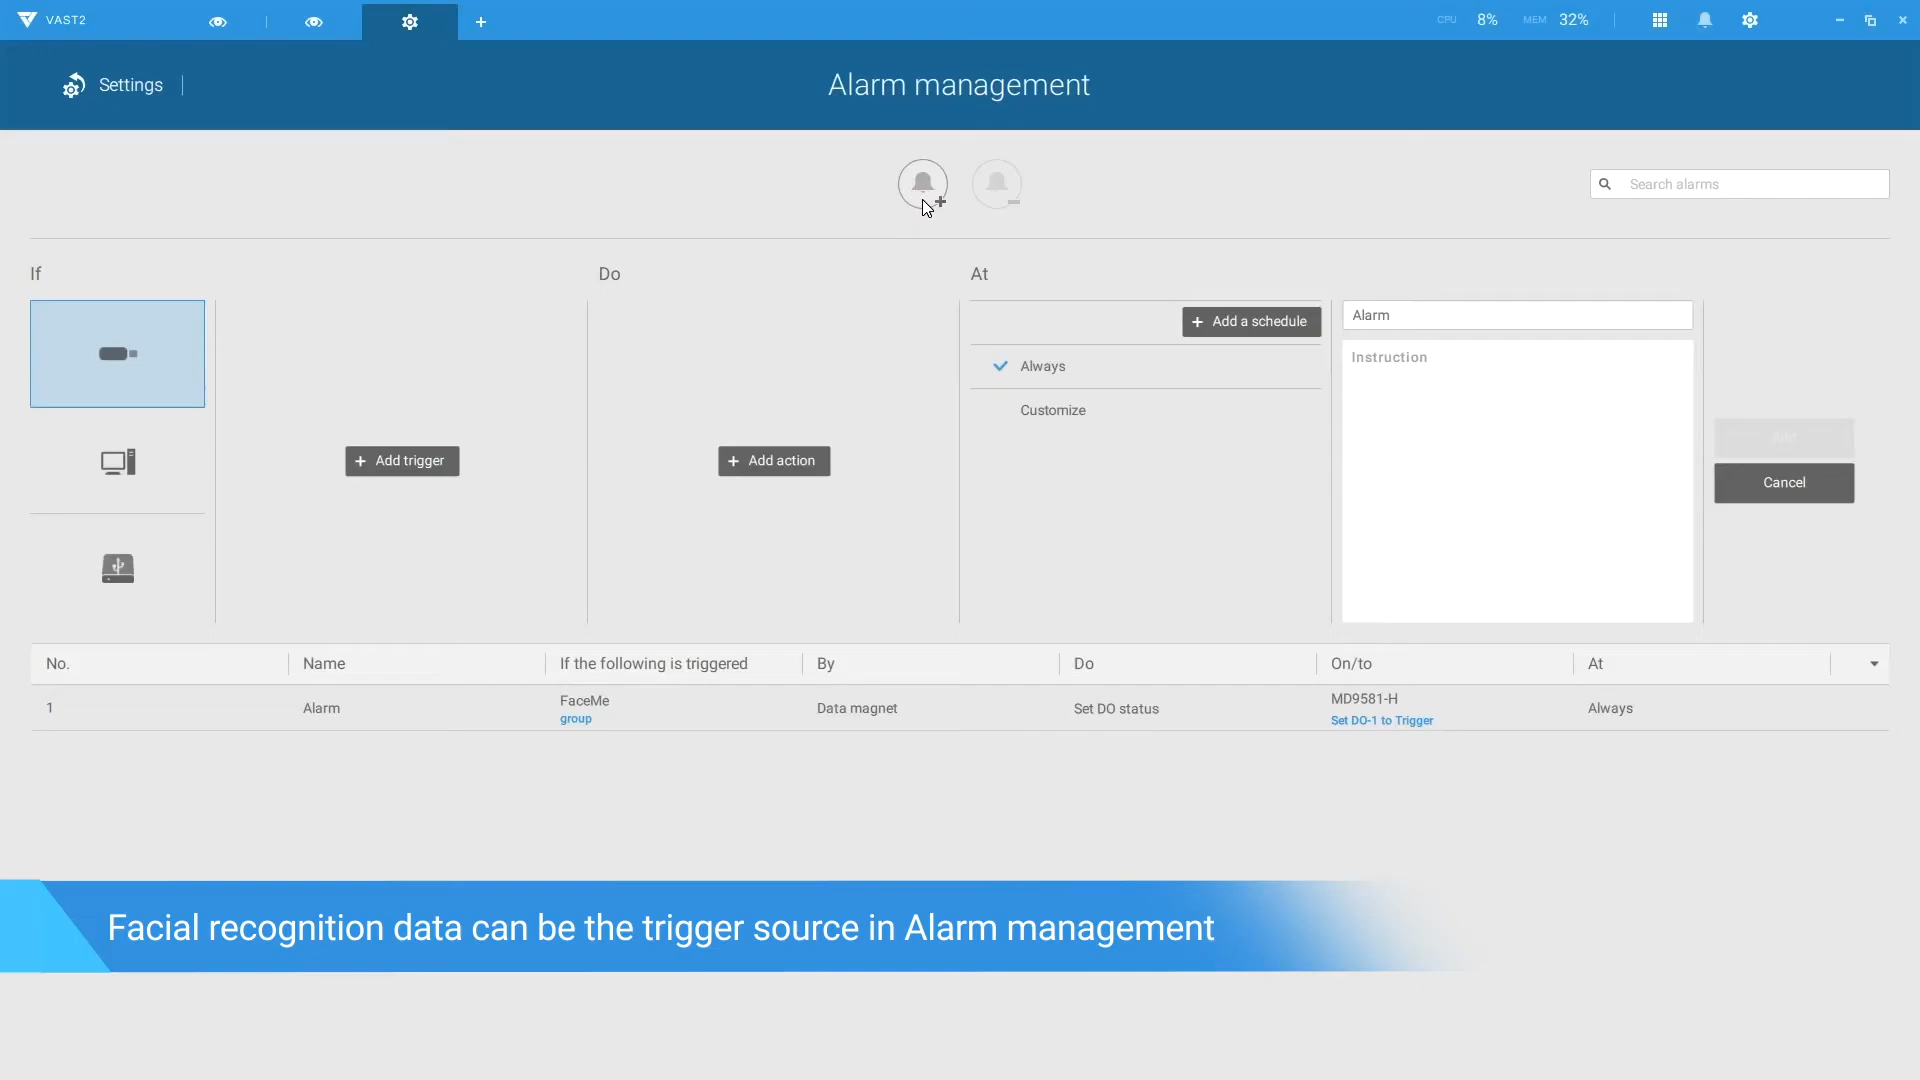 VAST2
CPU 8% MEM 32%
Settings
Alarm management
Search alarms
If
Do
At
Add a schedule
Alarm
Always
Instruction
Customize
Add trigger
Add action
Add
Cancel
No. Name If the following is triggered By Do On/to At
1 Alarm FaceMe Data magnet Set DO status MD9581-H Always
group Set DO-1 to Trigger
Facial recognition data can be the trigger source in Alarm management